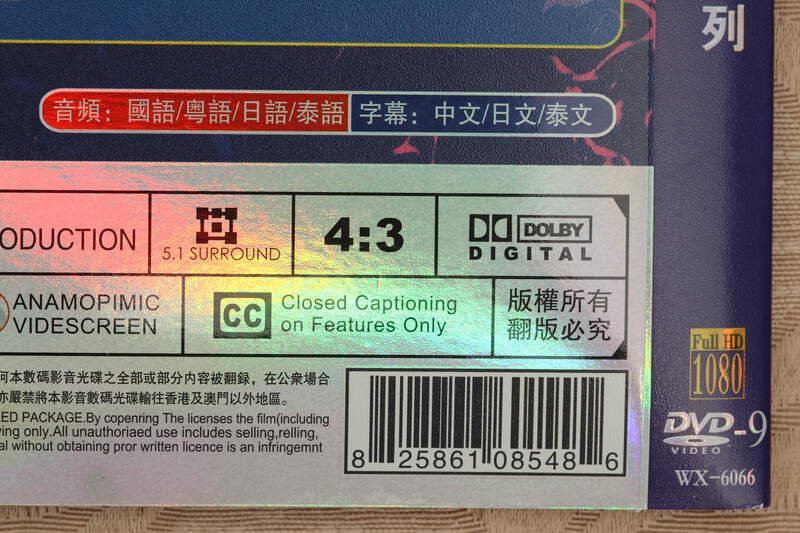 列
音頻：國語/粵語/日語/泰語 字幕：中文/日文/泰文
ODUCTION
5.1 SURROUND
4:3
DOLBY
DIGITAL
ANAMOPIMIC
VIDESCREEN
CC
Closed Captioning
on Features Only
版權所有
翻版必究
何本數碼影音光碟之全部或部分内容被翻録，在公衆場合
亦嚴禁將本影音數碼光碟輸往香港及澳門以外地區。
ED PACKAGE.By copenring The licenses the film(including
ing only.All unauthoriaed use includes selling,relling,
al without obtaining pror written licence is an infringemnt
8 25861 08548 6
Full HD
1080
DVD-9
VIDEO
WX-6066